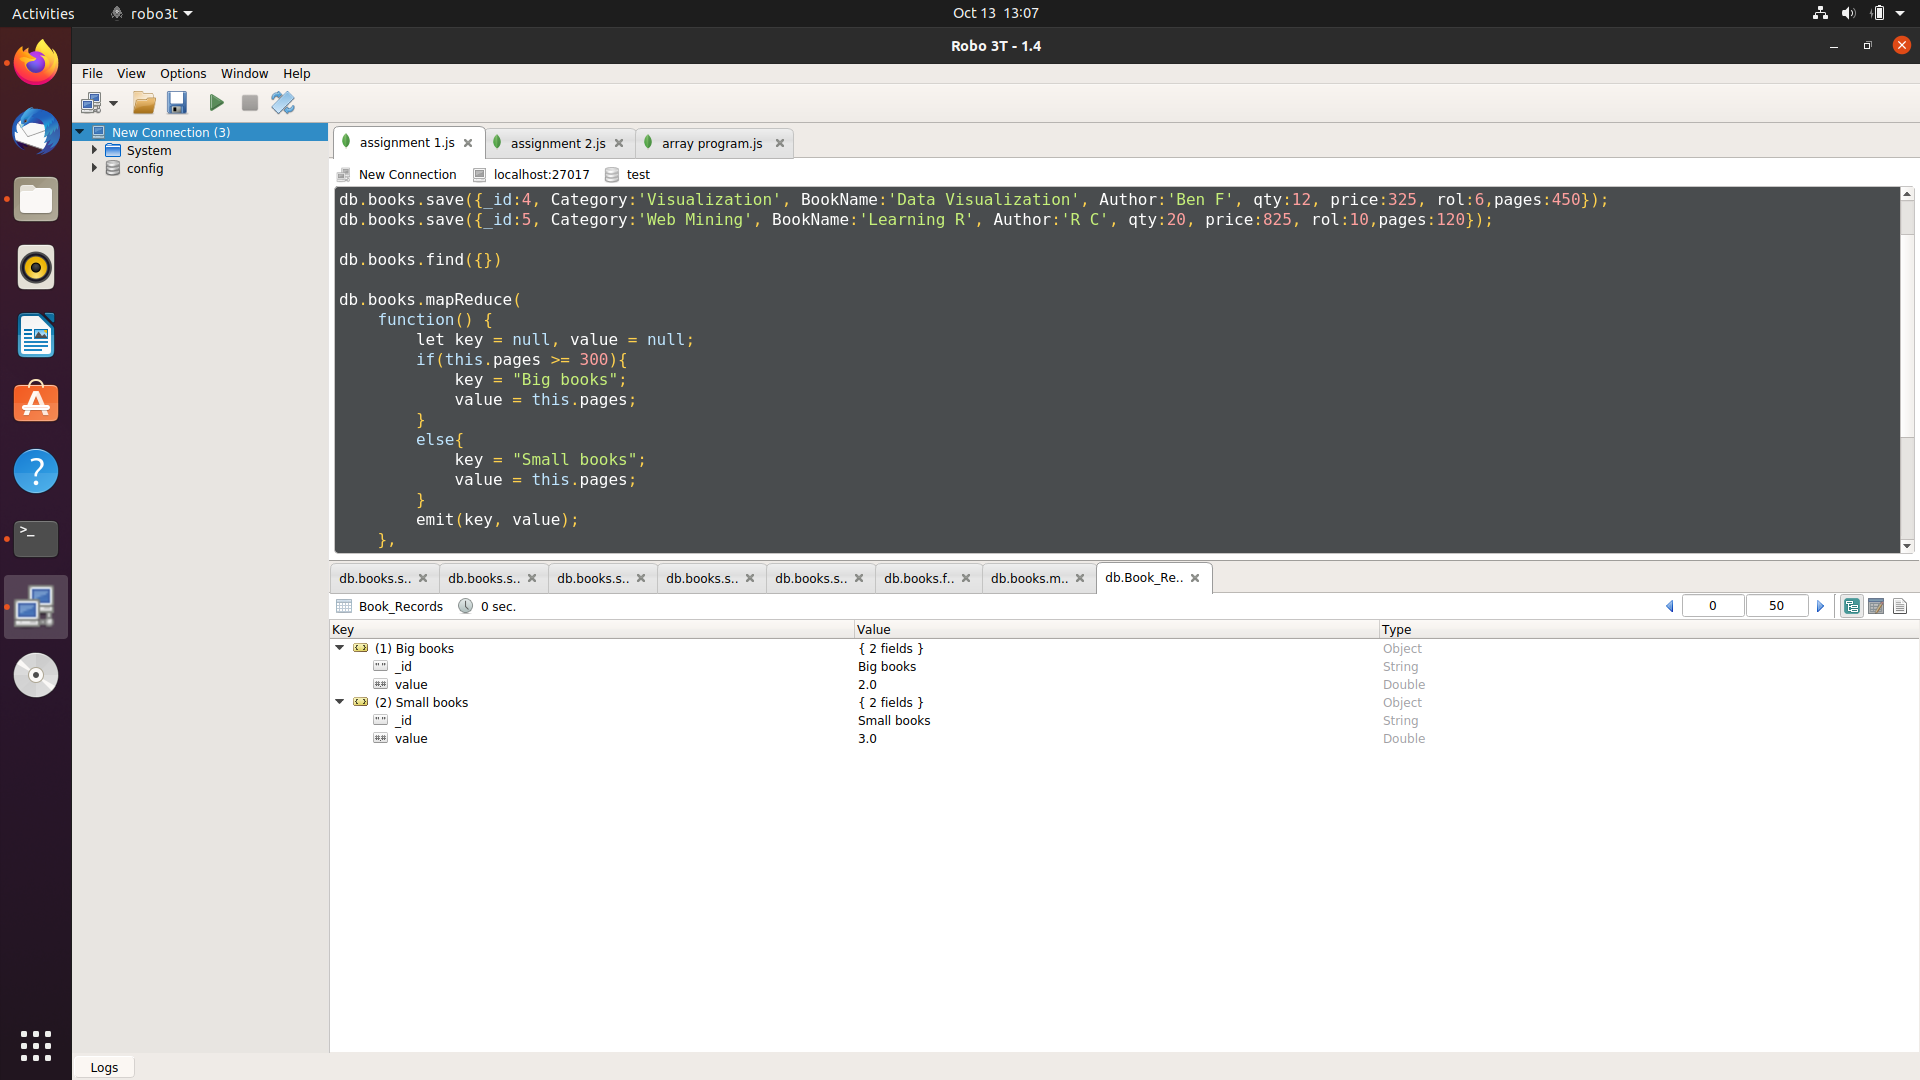 Activities robo3t Oct 13 13:07
Robo 3T - 1.4
File View Options Window Help
New Connection (3)
System
config
assignment 1.js assignment 2.js array program.js
New Connection localhost:27017 test
db.books.save({_id:4, Category:'Visualization', BookName:'Data Visualization', Author:'Ben F', qty:12, price:325, rol:6,pages:450});
db.books.save({_id:5, Category:'Web Mining', BookName:'Learning R', Author:'R C', qty:20, price:825, rol:10,pages:120});
db.books.find({})
db.books.mapReduce(
function() {
let key = null, value = null;
if(this.pages >= 300){
key = "Big books";
value = this.pages;
}
else{
key = "Small books";
value = this.pages;
}
emit(key, value);
},
db.books.s.. db.books.s.. db.books.s.. db.books.s.. db.books.s.. db.books.f.. db.books.m.. db.Book_Re..
Book_Records 0 sec. 0 50
Key Value Type
(1) Big books { 2 fields } Object
_id Big books String
value 2.0 Double
(2) Small books { 2 fields } Object
_id Small books String
value 3.0 Double
Logs